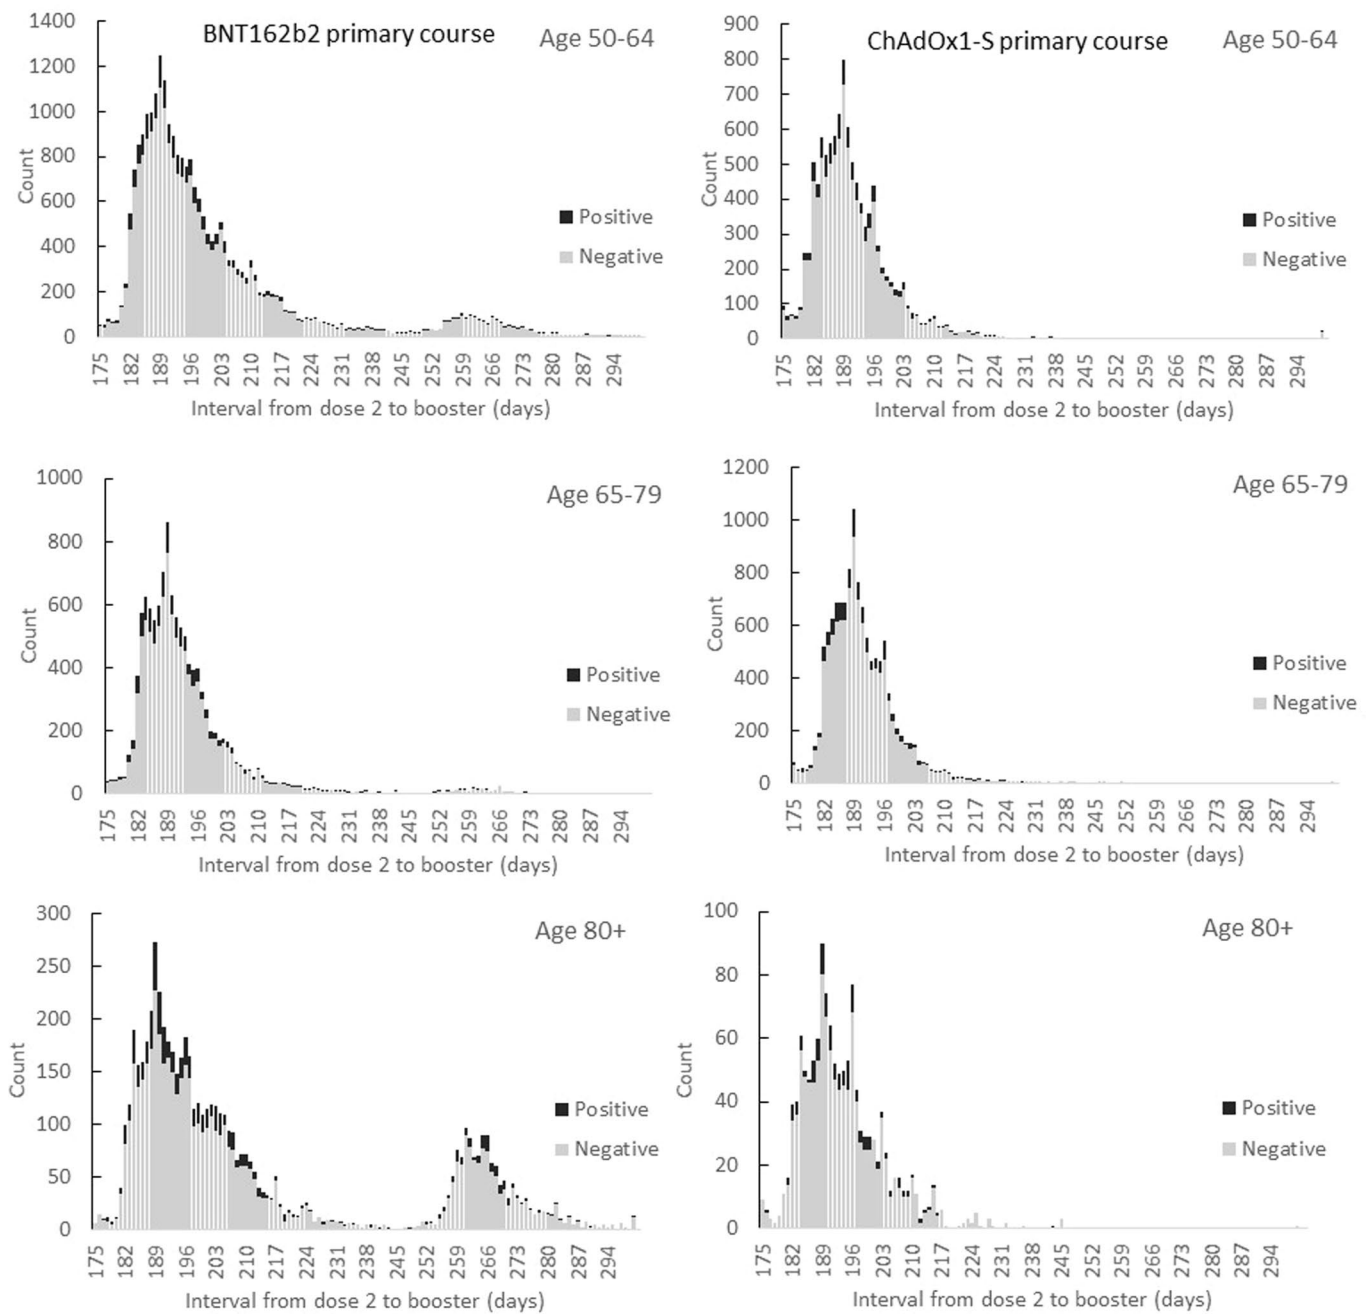 BNT162b2 primary course
Age 50-64
1400
1200
1000
800
600
400
200
0
Count
Positive
Negative
175 182 189 196 203 210 217 224 231 238 245 252 259 266 273 280 287 294
Interval from dose 2 to booster (days)
ChAdOx1-S primary course
Age 50-64
900
800
700
600
500
400
300
200
100
0
Count
Positive
Negative
175 182 189 196 203 210 217 224 231 238 245 252 259 266 273 280 287 294
Interval from dose 2 to booster (days)
Age 65-79
1000
800
600
400
200
0
Count
Positive
Negative
175 182 189 196 203 210 217 224 231 238 245 252 259 266 273 280 287 294
Interval from dose 2 to booster (days)
Age 65-79
1200
1000
800
600
400
200
0
Count
Positive
Negative
175 182 189 196 203 210 217 224 231 238 245 252 259 266 273 280 287 294
Interval from dose 2 to booster (days)
Age 80+
300
250
200
150
100
50
0
Count
Positive
Negative
175 182 189 196 203 210 217 224 231 238 245 252 259 266 273 280 287 294
Interval from dose 2 to booster (days)
Age 80+
100
80
60
40
20
0
Count
Positive
Negative
175 182 189 196 203 210 217 224 231 238 245 252 259 266 273 280 287 294
Interval from dose 2 to booster (days)